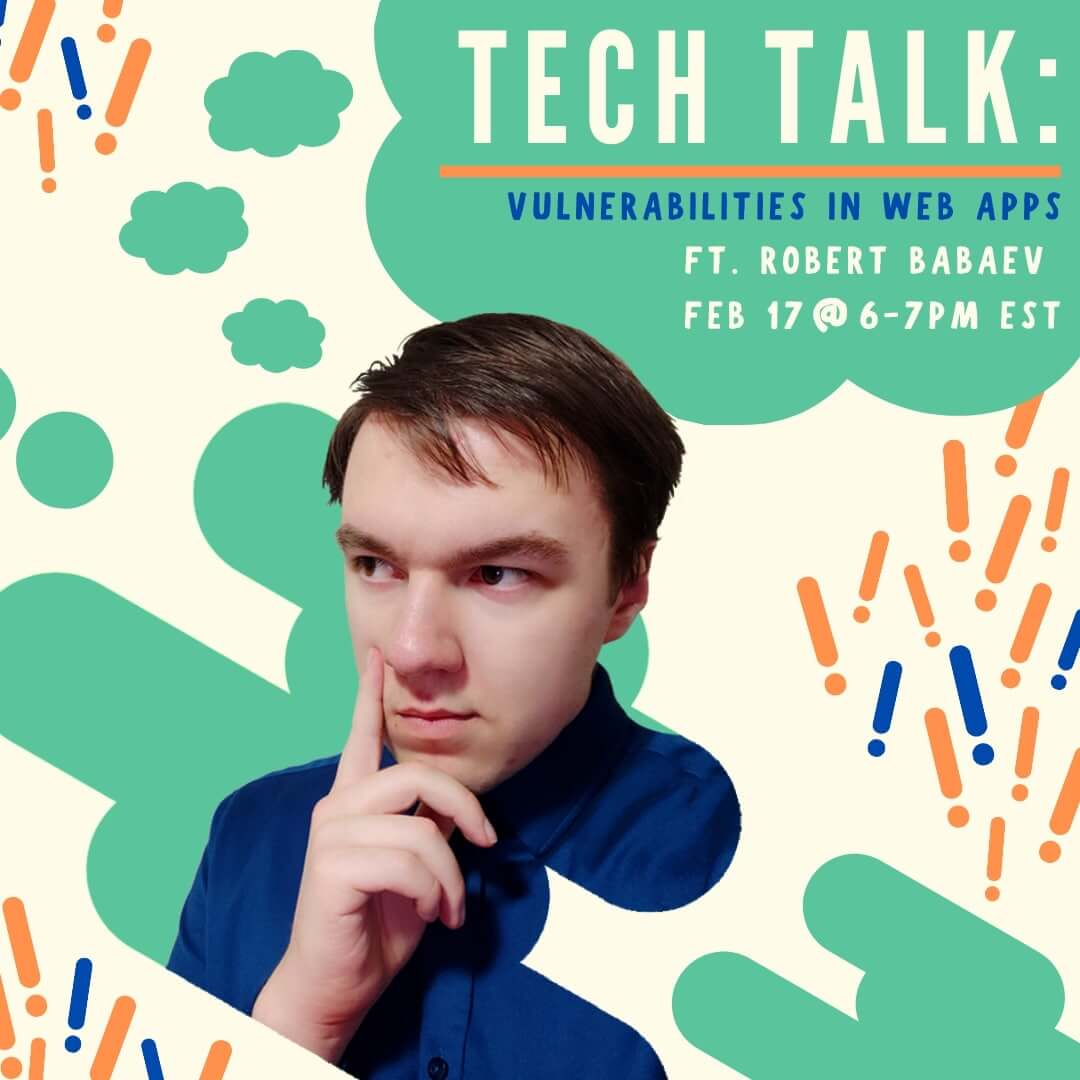 TECH TALK:
VULNERABILITIES IN WEB APPS
FT. ROBERT BABAEV
FEB 17@6-7PM EST